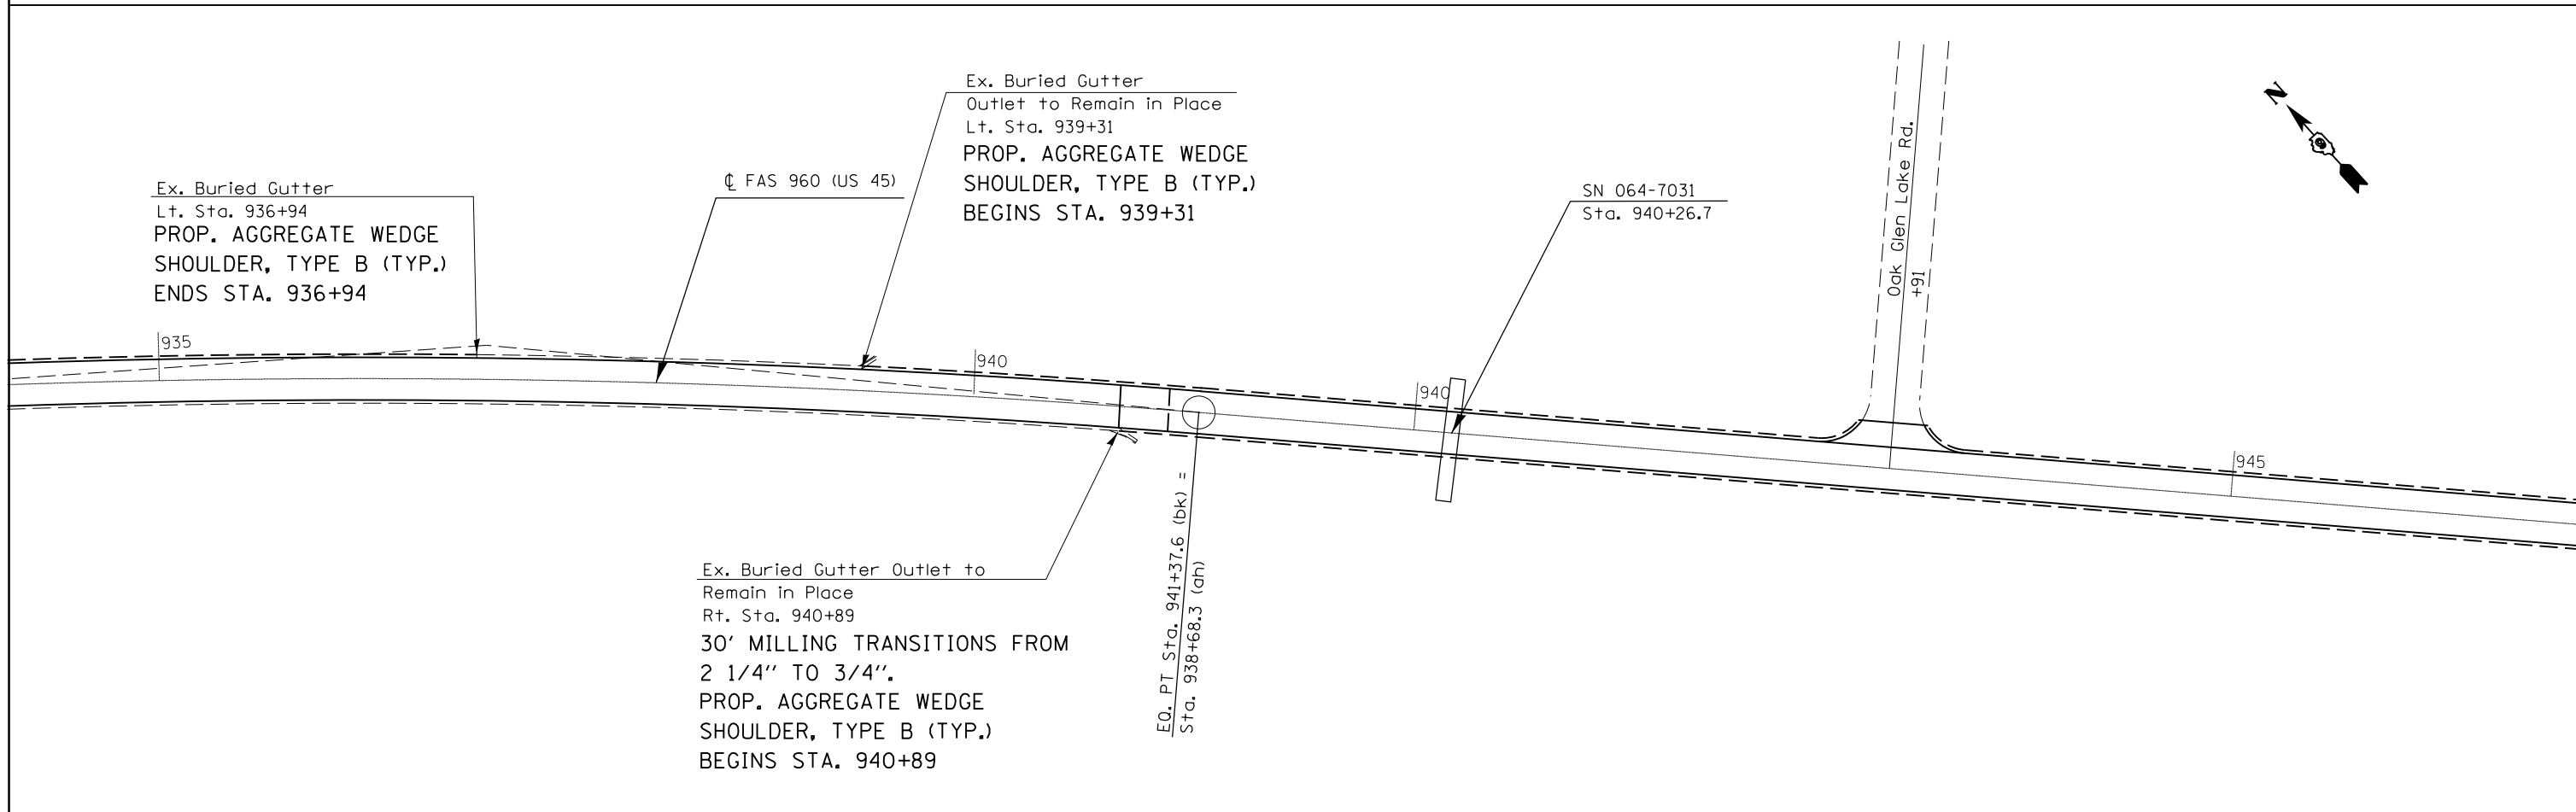 Ex. Buried Gutter
Outlet to Remain in Place
Lt. Sta. 939+31
PROP. AGGREGATE WEDGE
SHOULDER, TYPE B (TYP.)
BEGINS STA. 939+31
N
Ex. Buried Gutter
Lt. Sta. 936+94
PROP. AGGREGATE WEDGE
SHOULDER, TYPE B (TYP.)
ENDS STA. 936+94
℄ FAS 960 (US 45)
SN 064-7031
Sta. 940+26.7
Oak Glen Lake Rd.
+91
935
940
940
945
Ex. Buried Gutter Outlet to
Remain in Place
Rt. Sta. 940+89
30' MILLING TRANSITIONS FROM
2 1/4'' TO 3/4''.
PROP. AGGREGATE WEDGE
SHOULDER, TYPE B (TYP.)
BEGINS STA. 940+89
EQ. PT Sta. 941+37.6 (bk) =
Sta. 938+68.3 (ah)